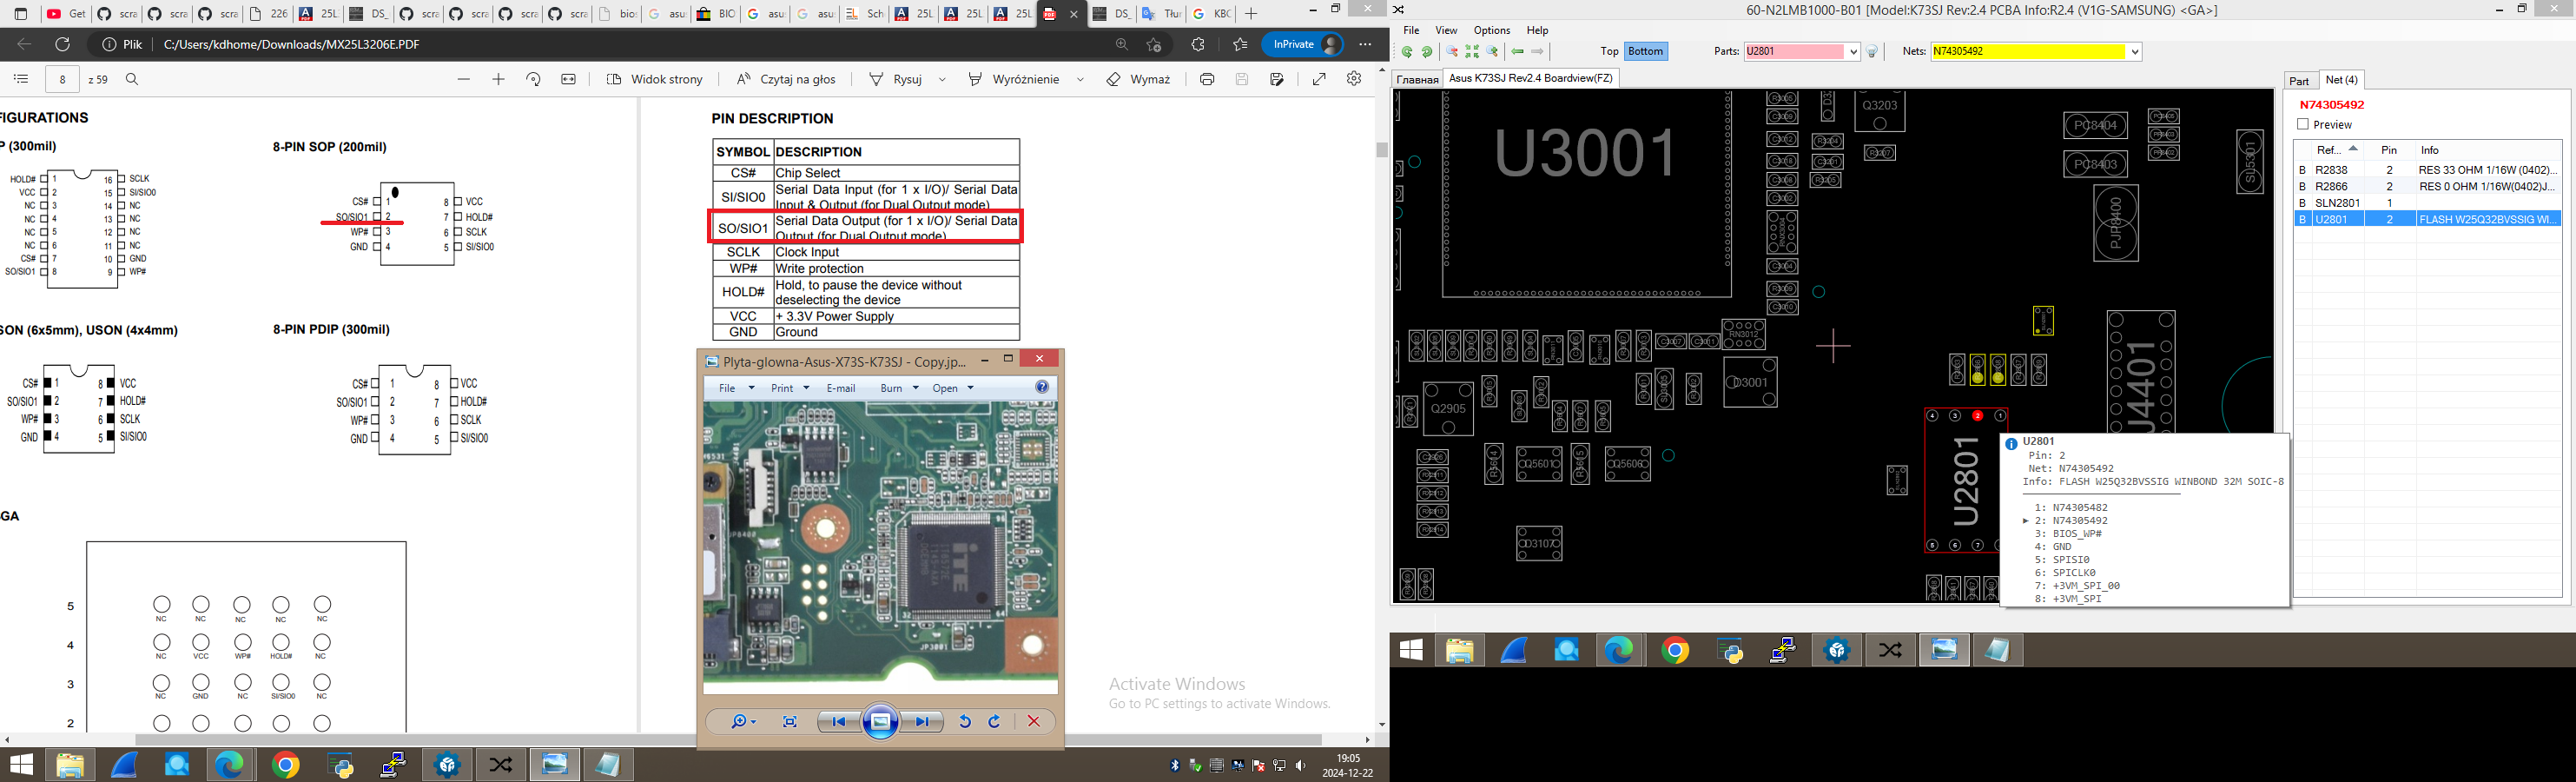 Get
scra
scra
226
25L
DS_
scra
scra
scra
scra
bios
asu
BIO
asu
asu
Sch
25L
25L
25L
DS_
Tłur
KBC
Plik
C:/Users/kdhome/Downloads/MX25L3206E.PDF
InPrivate
8
z 59
Widok strony
Czytaj na głos
Rysuj
Wyróżnienie
Wymaż
FIGURATIONS
P (300mil)
HOLD# 1 16 SCLK
VCC 2 15 SI/SIO0
NC 3 14 NC
NC 4 13 NC
NC 5 12 NC
NC 6 11 NC
CS# 7 10 GND
SO/SIO1 8 9 WP#
8-PIN SOP (200mil)
CS# 1 8 VCC
SO/SIO1 2 7 HOLD#
WP# 3 6 SCLK
GND 4 5 SI/SIO0
SON (6x5mm), USON (4x4mm)
CS# 1 8 VCC
SO/SIO1 2 7 HOLD#
WP# 3 6 SCLK
GND 4 5 SI/SIO0
8-PIN PDIP (300mil)
CS# 1 8 VCC
SO/SIO1 2 7 HOLD#
WP# 3 6 SCLK
GND 4 5 SI/SIO0
GA
5
NC NC NC NC NC
4
NC VCC WP# HOLD# NC
3
NC GND NC SI/SIO0 NC
2
PIN DESCRIPTION
SYMBOL DESCRIPTION
CS# Chip Select
SI/SIO0 Serial Data Input (for 1 x I/O)/ Serial Data
Input & Output (for Dual Output mode)
SO/SIO1 Serial Data Output (for 1 x I/O)/ Serial Data
Output (for Dual Output mode)
SCLK Clock Input
WP# Write protection
HOLD# Hold, to pause the device without
deselecting the device
VCC + 3.3V Power Supply
GND Ground
Plyta-glowna-Asus-X73S-K73SJ - Copy.jp...
File Print E-mail Burn Open
JP8400
iTE
JP3001
Activate Windows
Go to PC settings to activate Windows.
19:05
2024-12-22
60-N2LMB1000-B01 [Model:K73SJ Rev:2.4 PCBA Info:R2.4 (V1G-SAMSUNG) <GA>]
File View Options Help
Top Bottom
Parts: U2801
Nets: N74305492
Главная
Asus K73SJ Rev2.4 Boardview(FZ)
Part
Net (4)
N74305492
Preview
Ref... Pin Info
B R2838 2 RES 33 OHM 1/16W (0402)...
B R2866 2 RES 0 OHM 1/16W(0402)J...
B SLN2801 1
B U2801 2 FLASH W25Q32BVSSIG WI...
U3001
Q3203
PC8404
PC8403
PJP8400
SU5301
RN3012
D3001
Q2905
Q5601
Q5606
D3107
J4401
U2801
4 3 2 1
5 6 7
U2801
Pin: 2
Net: N74305492
Info: FLASH W25Q32BVSSIG WINBOND 32M SOIC-8
1: N74305482
2: N74305492
3: BIOS_WP#
4: GND
5: SPISI0
6: SPICLK0
7: +3VM_SPI_00
8: +3VM_SPI